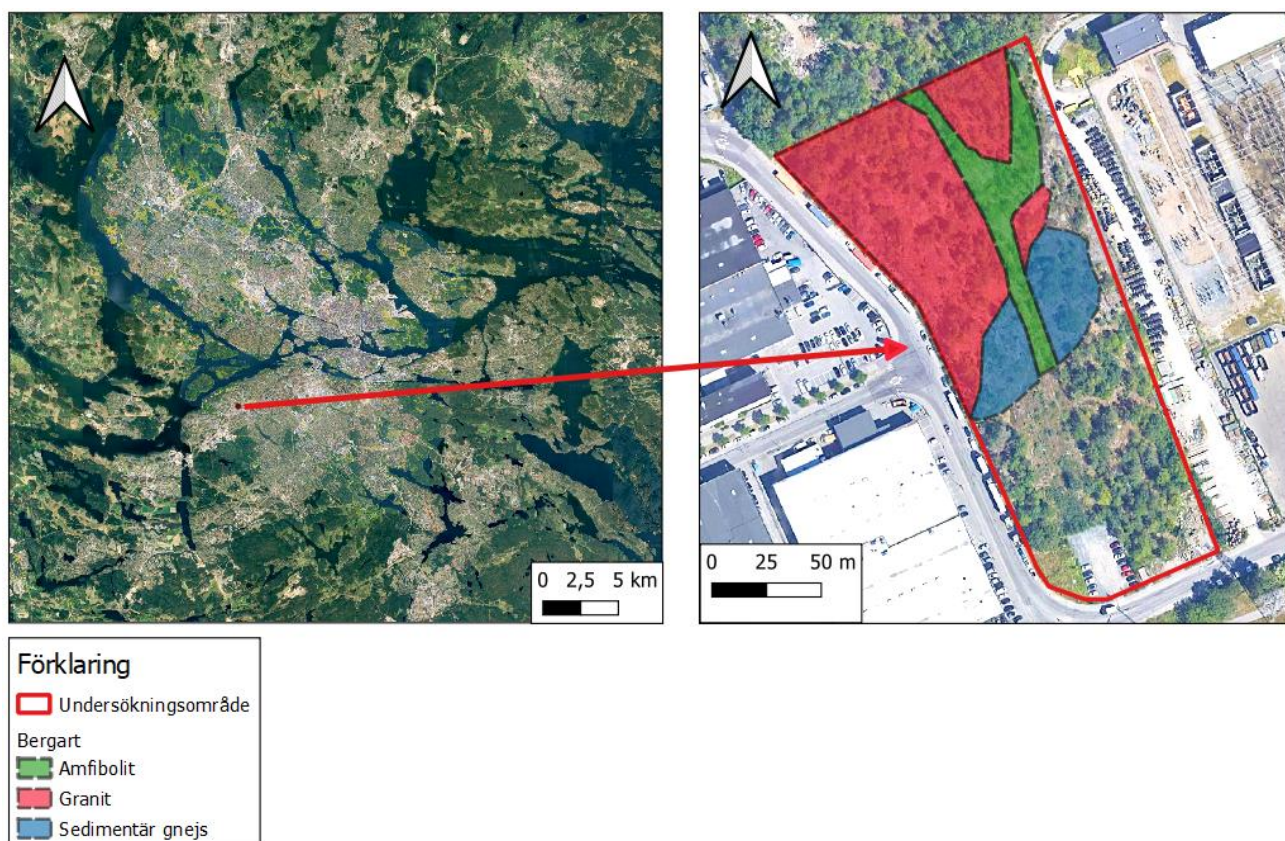 0 2,5 5 km
0 25 50 m
Förklaring
Undersökningsområde
Bergart
Amfibolit
Granit
Sedimentär gnejs